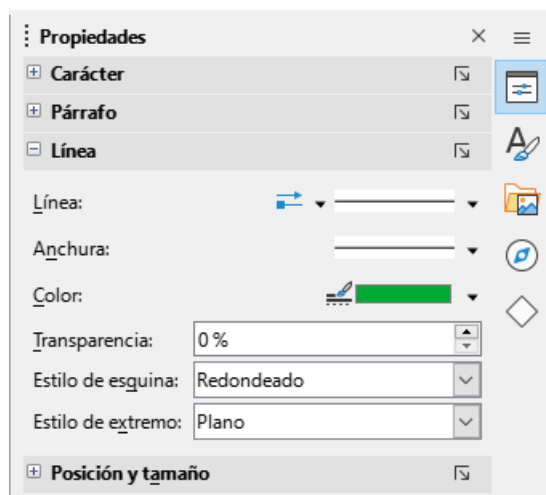 Propiedades
Carácter
Párrafo
Línea
Línea:
Anchura:
Color:
Transparencia: 0 %
Estilo de esquina: Redondeado
Estilo de extremo: Plano
Posición y tamaño